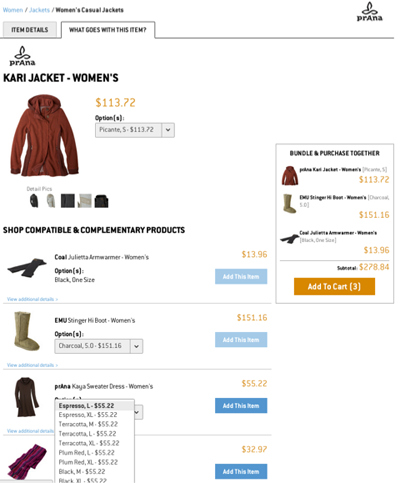 Women / Jackets / Women's Casual Jackets
prAna
ITEM DETAILS
WHAT GOES WITH THIS ITEM?
prAna
KARI JACKET - WOMEN'S
$113.72
Option(s):
Picante, S - $113.72
Detail Pics
BUNDLE & PURCHASE TOGETHER
prAna Kari Jacket - Women's [Picante, S]
$113.72
EMU Stinger Hi Boot - Women's [Charcoal,
5.0]
$151.16
Coal Julietta Armwarmer - Women's
[Black, One Size]
$13.96
Subtotal: $278.84
Add To Cart (3)
SHOP COMPATIBLE & COMPLEMENTARY PRODUCTS
Coal Julietta Armwarmer - Women's
$13.96
Option(s):
Black, One Size
Add This Item
View additional details >
EMU Stinger Hi Boot - Women's
$151.16
Option(s):
Charcoal, 5.0 - $151.16
Add This Item
View additional details >
prAna Kaya Sweater Dress - Women's
$55.22
Espresso, L - $55.22
Add This Item
Espresso, XL - $55.22
Terracotta, M - $55.22
View additional details
Terracotta, L - $55.22
Terracotta, XL - $55.22
$32.97
Plum Red, L - $55.22
Plum Red, XL - $55.22
Black, M - $55.22
Add This Item
Black, XL - $55.22